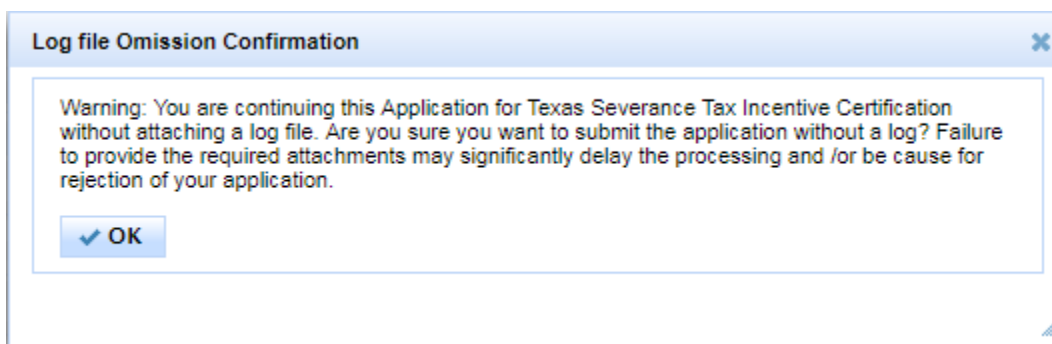 Log file Omission Confirmation
Warning: You are continuing this Application for Texas Severance Tax Incentive Certification
without attaching a log file. Are you sure you want to submit the application without a log? Failure
to provide the required attachments may significantly delay the processing and /or be cause for
rejection of your application.
OK